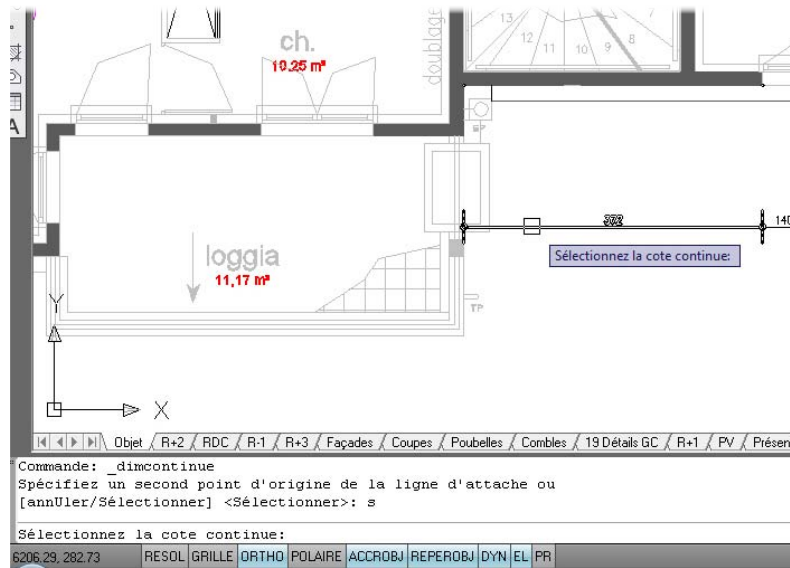 13
12
11
10
9
8
ch.
10,25 m²
doublage
A
EP
372
140
Sélectionnez la cote continue:
loggia
11,17 m²
TP
Y
X
Objet
R+2
RDC
R-1
R+3
Façades
Coupes
Poubelles
Combles
19 Détails GC
R+1
PV
Présen
Commande: _dimcontinue
Spécifiez un second point d'origine de la ligne d'attache ou
[annUler/Sélectionner] <Sélectionner>: s
Sélectionnez la cote continue:
6206.29, 282.73 RESOL GRILLE ORTHO POLAIRE ACCROBJ REPEROBJ DYN EL PR